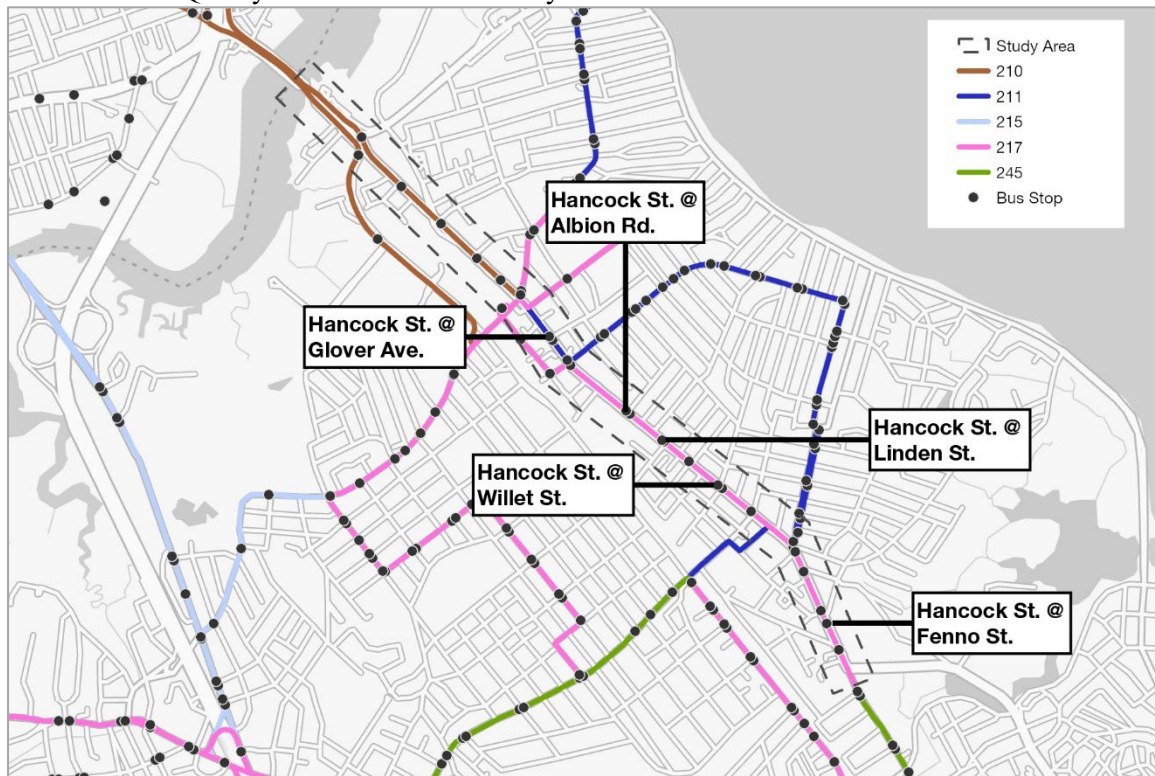 Study Area
210
211
215
217
245
Bus Stop
Hancock St. @
Albion Rd.
Hancock St. @
Glover Ave.
Hancock St. @
Linden St.
Hancock St. @
Willet St.
Hancock St. @
Fenno St.